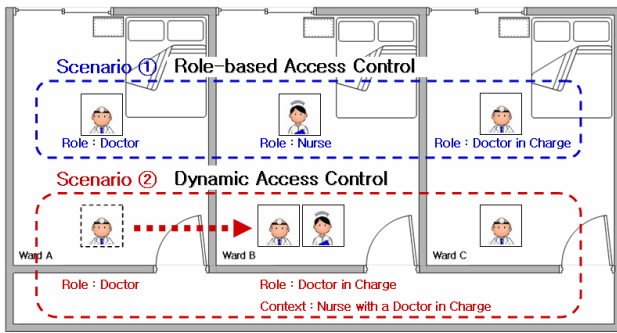 Scenario ① Role-based Access Control
Role : Doctor
Role : Nurse
Role : Doctor in Charge
Scenario ② Dynamic Access Control
Ward A
Ward B
Ward C
Role : Doctor
Role : Doctor in Charge
Context : Nurse with a Doctor in Charge